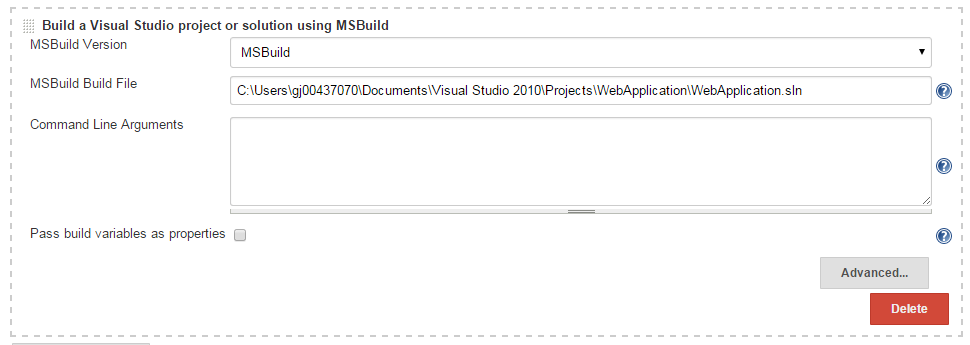 Build a Visual Studio project or solution using MSBuild
MSBuild Version
MSBuild
MSBuild Build File
C:\Users\gj00437070\Documents\Visual Studio 2010\Projects\WebApplication\WebApplication.sln
Command Line Arguments
Pass build variables as properties
Advanced...
Delete